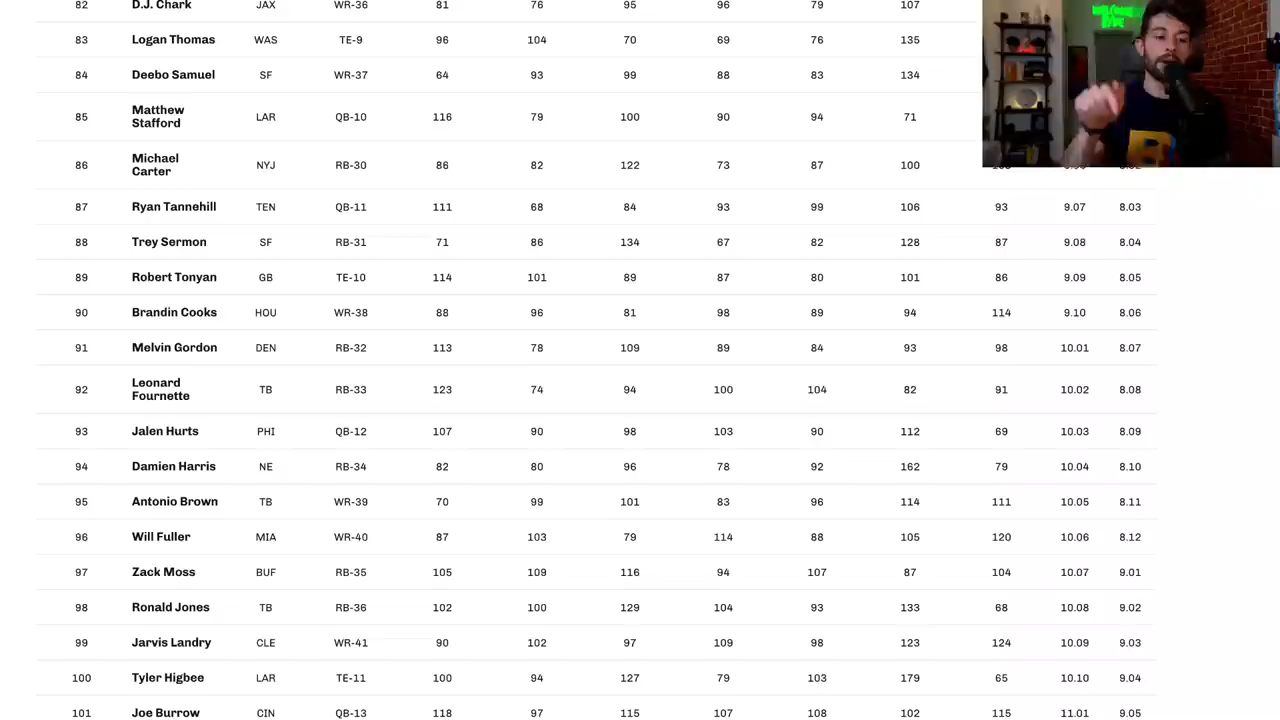 82 D.J. Chark JAX WR-36 81 76 95 96 79 107
83 Logan Thomas WAS TE-9 96 104 70 69 76 135
84 Deebo Samuel SF WR-37 64 93 99 88 83 134
85 Matthew Stafford LAR QB-10 116 79 100 90 94 71
86 Michael Carter NYJ RB-30 86 82 122 73 87 100
87 Ryan Tannehill TEN QB-11 111 68 84 93 99 106 93 9.07 8.03
88 Trey Sermon SF RB-31 71 86 134 67 82 128 87 9.08 8.04
89 Robert Tonyan GB TE-10 114 101 89 87 80 101 86 9.09 8.05
90 Brandin Cooks HOU WR-38 88 96 81 98 89 94 114 9.10 8.06
91 Melvin Gordon DEN RB-32 113 78 109 89 84 93 98 10.01 8.07
92 Leonard Fournette TB RB-33 123 74 94 100 104 82 91 10.02 8.08
93 Jalen Hurts PHI QB-12 107 90 98 103 90 112 69 10.03 8.09
94 Damien Harris NE RB-34 82 80 96 78 92 162 79 10.04 8.10
95 Antonio Brown TB WR-39 70 99 101 83 96 114 111 10.05 8.11
96 Will Fuller MIA WR-40 87 103 79 114 88 105 120 10.06 8.12
97 Zack Moss BUF RB-35 105 109 116 94 107 87 104 10.07 9.01
98 Ronald Jones TB RB-36 102 100 129 104 93 133 68 10.08 9.02
99 Jarvis Landry CLE WR-41 90 102 97 109 98 123 124 10.09 9.03
100 Tyler Higbee LAR TE-11 100 94 127 79 103 179 65 10.10 9.04
101 Joe Burrow CIN QB-13 118 97 115 107 108 102 115 11.01 9.05